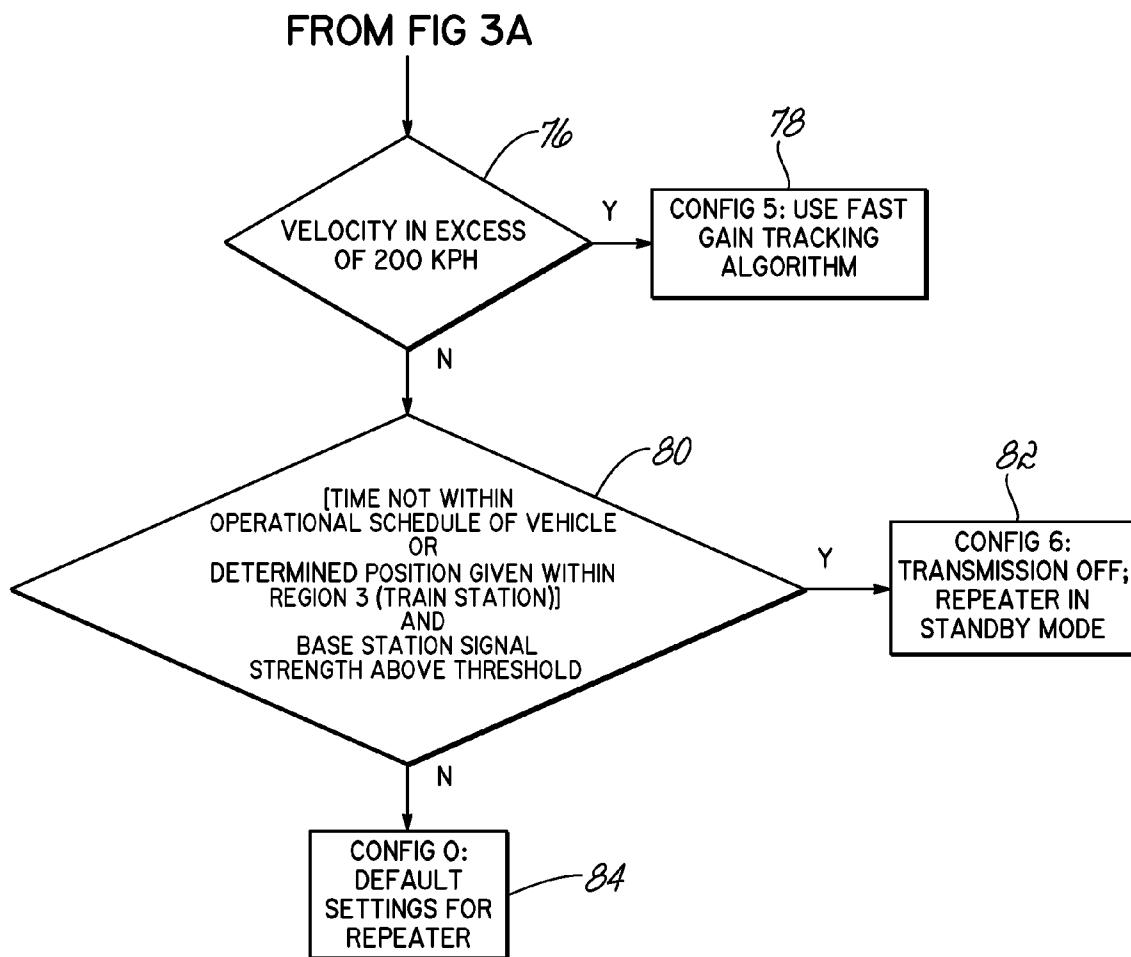 FROM FIG 3A
76
VELOCITY IN EXCESS
OF 200 KPH
Y
78
CONFIG 5: USE FAST
GAIN TRACKING
ALGORITHM
N
80
[TIME NOT WITHIN
OPERATIONAL SCHEDULE OF VEHICLE
OR
DETERMINED POSITION GIVEN WITHIN
REGION 3 (TRAIN STATION)]
AND
BASE STATION SIGNAL
STRENGTH ABOVE THRESHOLD
Y
82
CONFIG 6:
TRANSMISSION OFF;
REPEATER IN
STANDBY MODE
N
CONFIG 0:
DEFAULT
SETTINGS FOR
REPEATER
84